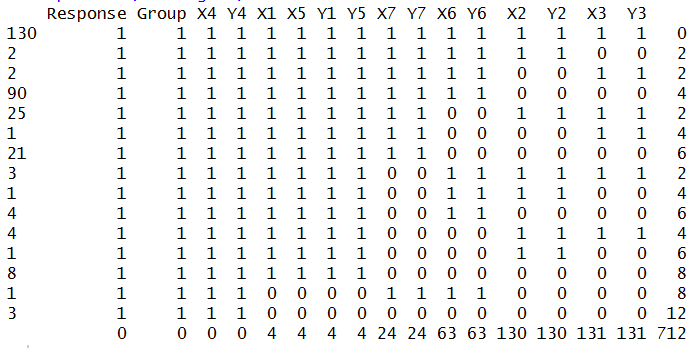 Response Group X4 Y4 X1 X5 Y1 Y5 X7 Y7 X6 Y6 X2 Y2 X3 Y3
130 1 1 1 1 1 1 1 1 1 1 1 1 1 1 1 1 0
2 1 1 1 1 1 1 1 1 1 1 1 1 1 1 0 0 2
2 1 1 1 1 1 1 1 1 1 1 1 1 0 0 1 1 2
90 1 1 1 1 1 1 1 1 1 1 1 1 0 0 0 0 4
25 1 1 1 1 1 1 1 1 1 1 0 0 1 1 1 1 2
1 1 1 1 1 1 1 1 1 1 1 0 0 0 0 1 1 4
21 1 1 1 1 1 1 1 1 1 1 0 0 0 0 0 0 6
3 1 1 1 1 1 1 1 1 0 0 1 1 1 1 1 1 2
1 1 1 1 1 1 1 1 1 0 0 1 1 1 1 0 0 4
4 1 1 1 1 1 1 1 1 0 0 1 1 0 0 0 0 6
4 1 1 1 1 1 1 1 1 0 0 0 0 1 1 1 1 4
1 1 1 1 1 1 1 1 1 0 0 0 0 1 1 0 0 6
8 1 1 1 1 1 1 1 1 0 0 0 0 0 0 0 0 8
1 1 1 1 1 0 0 0 0 1 1 1 1 0 0 0 0 8
3 1 1 1 1 0 0 0 0 0 0 0 0 0 0 0 0 12
0 0 0 0 4 4 4 4 24 24 63 63 130 130 131 131 712